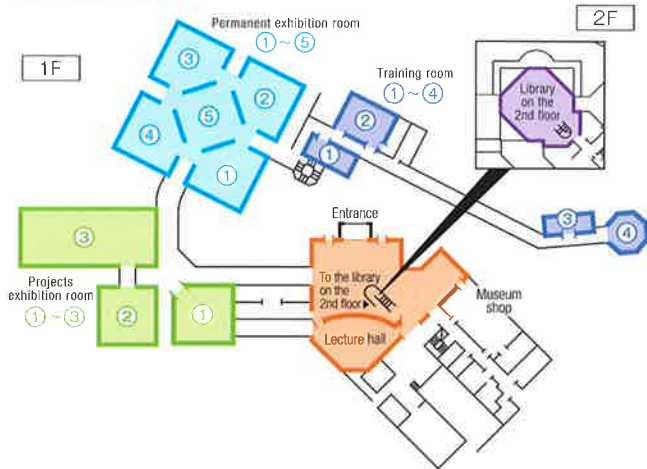 2F
Permanent exhibition room
①～⑤
1F
Training room
①～④
Library
on the
2nd floor
③
②
⑤
④
①
②
①
③
④
Entrance
③
To the library
on the
2nd floor▶
Projects
exhibition room
①～③
②
①
Museum
shop
Lecture hall